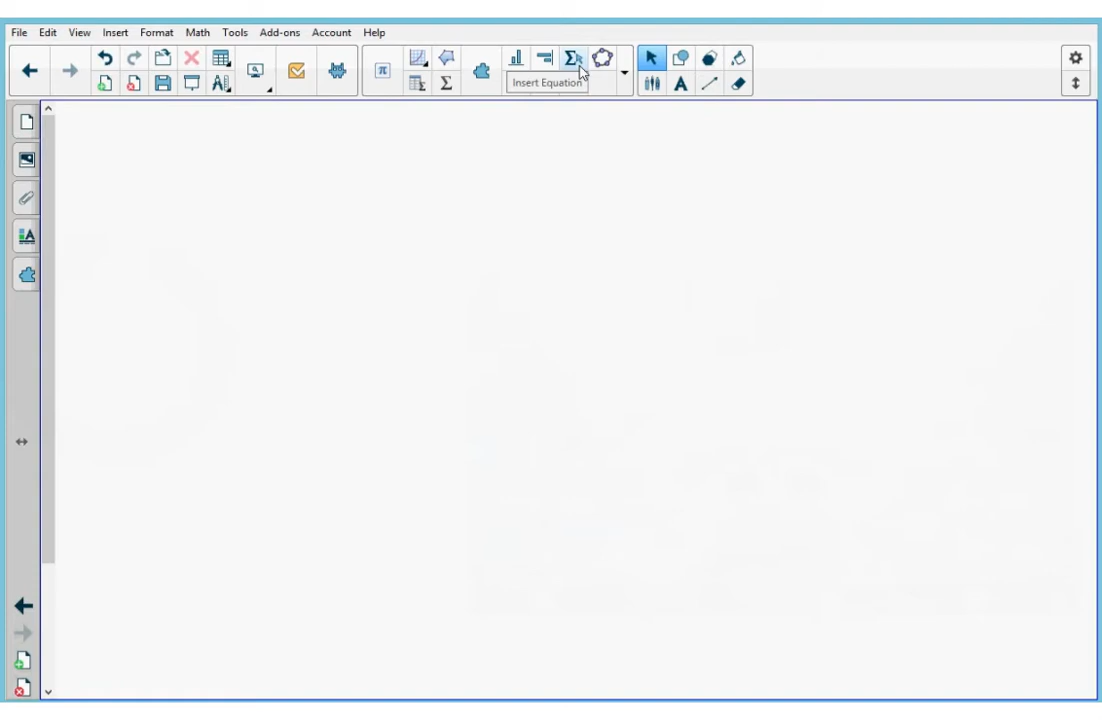 File Edit View Insert Format Math Tools Add-ons Account Help
Insert Equation